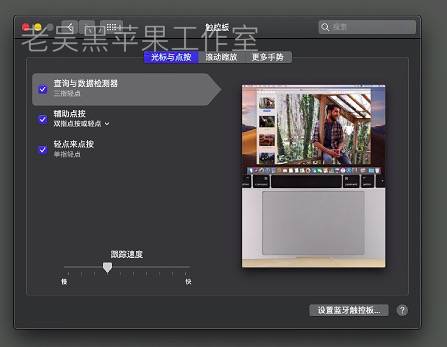 触控板
搜索
老吴黑苹果工作室
光标与点按 滚动缩放 更多手势
查询与数据检测器
三指轻点
辅助点按
双指点按或轻点
轻点来点按
单指轻点
跟踪速度
慢 快
设置蓝牙触控板...
?